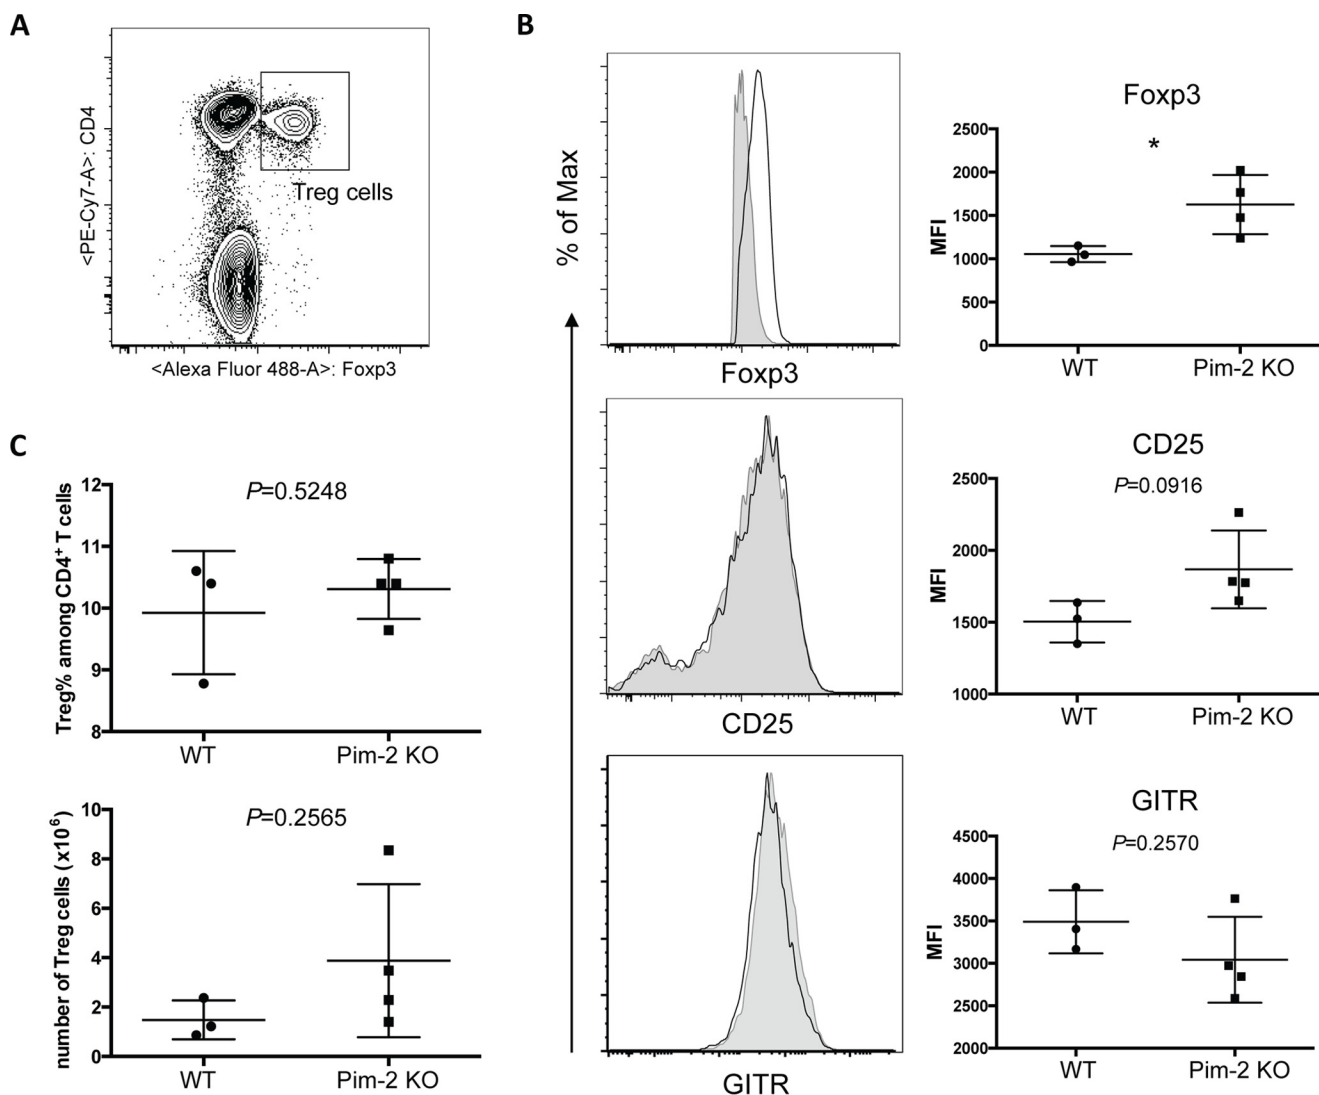 A
<PE-Cy7-A>: CD4
Treg cells
<Alexa Fluor 488-A>: Foxp3
B
% of Max
Foxp3
CD25
GITR
Foxp3
*
MFI
2500
2000
1500
1000
500
0
WT
Pim-2 KO
CD25
P=0.0916
MFI
2500
2000
1500
1000
WT
Pim-2 KO
GITR
P=0.2570
MFI
4500
4000
3500
3000
2500
2000
WT
Pim-2 KO
C
P=0.5248
Treg% among CD4⁺ T cells
12
11
10
9
8
WT
Pim-2 KO
P=0.2565
number of Treg cells (x10⁶)
10
8
6
4
2
0
WT
Pim-2 KO